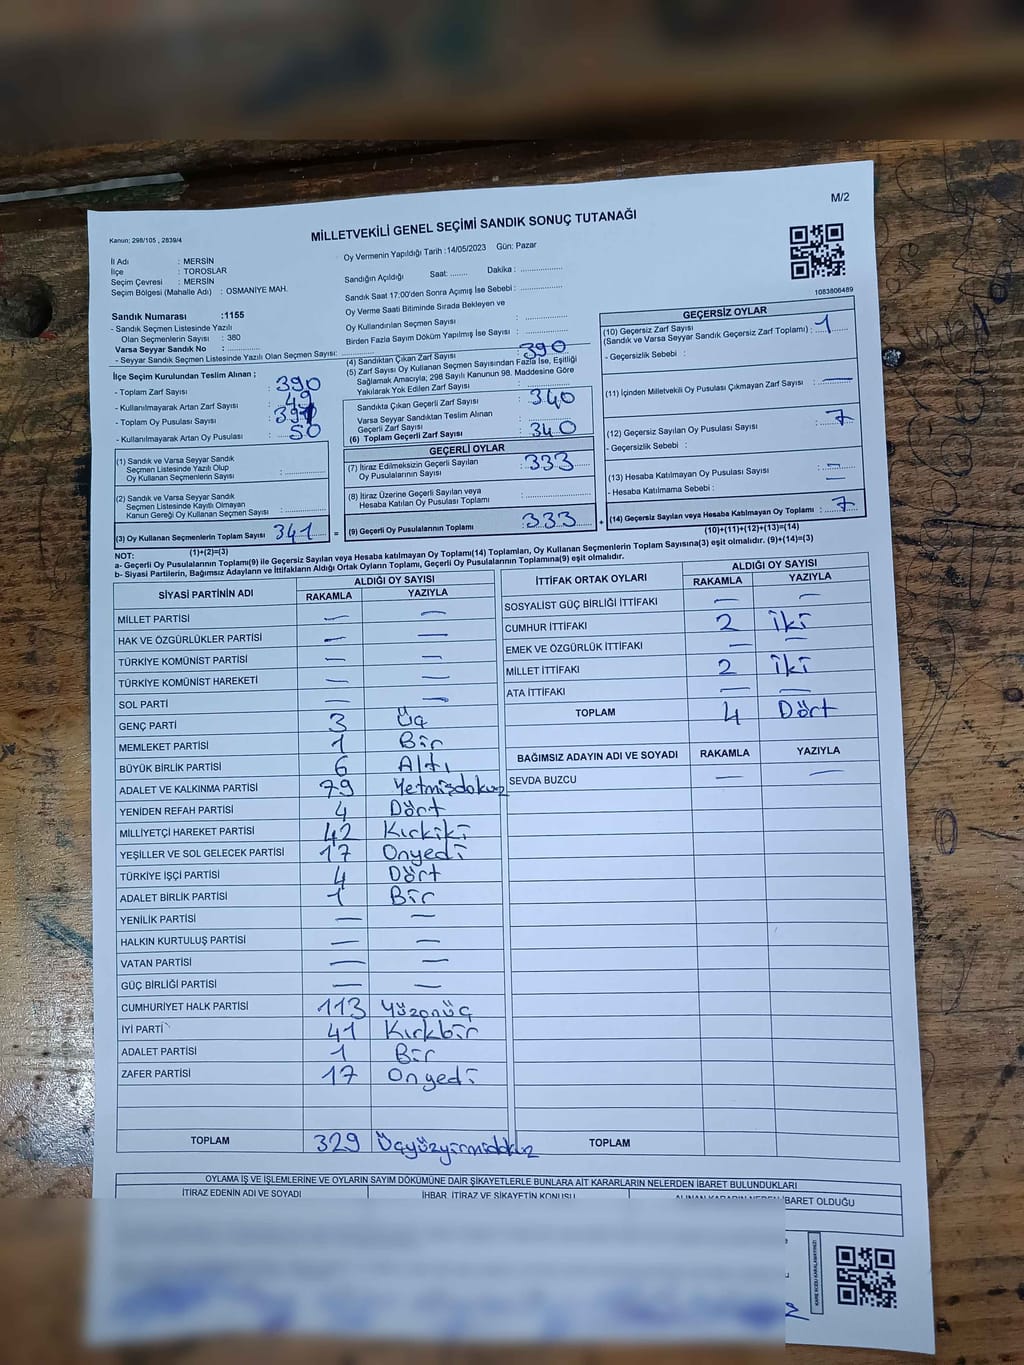 M/2
MİLLETVEKİLİ GENEL SEÇİMİ SANDIK SONUÇ TUTANAĞI
Kanun: 298/105 , 2839/4
İl Adı : MERSİN
İlçe : TOROSLAR
Seçim Çevresi : MERSİN
Seçim Bölgesi (Mahalle Adı) : OSMANİYE MAH.
Sandık Numarası :1155
- Sandık Seçmen Listesinde Yazılı
Olan Seçmenlerin Sayısı : 380
Varsa Seyyar Sandık No :
- Seyyar Sandık Seçmen Listesinde Yazılı Olan Seçmen Sayısı:
Oy Vermenin Yapıldığı Tarih :14/05/2023 Gün: Pazar
Sandığın Açıldığı Saat: Dakika :
Sandık Saat 17:00'den Sonra Açımış İse Sebebi :
Oy Verme Saati Bitiminde Sırada Bekleyen ve
Oy Kullandırılan Seçmen Sayısı :
Birden Fazla Sayım Döküm Yapılmış İse Sayısı :
1083806489
İlçe Seçim Kurulundan Teslim Alınan ;
- Toplam Zarf Sayısı : 390
- Kullanılmayarak Artan Zarf Sayısı : 49
- Toplam Oy Pusulası Sayısı :
- Kullanılmayarak Artan Oy Pusulası : 50
(1) Sandık ve Varsa Seyyar Sandık
Seçmen Listesinde Yazılı Olup
Oy Kullanan Seçmenlerin Sayısı :
(2) Sandık ve Varsa Seyyar Sandık
Seçmen Listesinde Kayıtlı Olmayan
Kanun Gereği Oy Kullanan Seçmen Sayısı :
(3) Oy Kullanan Seçmenlerin Toplam Sayısı : 341 =
(1)+(2)=(3)
(4) Sandıktan Çıkan Zarf Sayısı : 390
(5) Zarf Sayısı Oy Kullanan Seçmen Sayısından Fazla İse, Eşitliği
Sağlamak Amacıyla; 298 Sayılı Kanunun 98. Maddesine Göre
Yakılarak Yok Edilen Zarf Sayısı :
Sandıkta Çıkan Geçerli Zarf Sayısı : 340
Varsa Seyyar Sandıktan Teslim Alınan
Geçerli Zarf Sayısı :
(6) Toplam Geçerli Zarf Sayısı : 340
GEÇERLİ OYLAR
(7) İtiraz Edilmeksizin Geçerli Sayılan
Oy Pusulalarının Sayısı : 333
(8) İtiraz Üzerine Geçerli Sayılan veya
Hesaba Katılan Oy Pusulası Toplamı :
(9) Geçerli Oy Pusulalarının Toplamı : 333 +
GEÇERSİZ OYLAR
(10) Geçersiz Zarf Sayısı
(Sandık ve Varsa Seyyar Sandık Geçersiz Zarf Toplamı) : 1
- Geçersizlik Sebebi :
(11) İçinden Milletvekili Oy Pusulası Çıkmayan Zarf Sayısı : —
(12) Geçersiz Sayılan Oy Pusulası Sayısı : 7
- Geçersizlik Sebebi :
(13) Hesaba Katılmayan Oy Pusulası Sayısı : —
- Hesaba Katılmama Sebebi : —
(14) Geçersiz Sayılan veya Hesaba Katılmayan Oy Toplamı : 7
(10)+(11)+(12)+(13)=(14)
NOT:
a- Geçerli Oy Pusulalarının Toplamı(9) ile Geçersiz Sayılan veya Hesaba katılmayan Oy Toplamı(14) Toplamları, Oy Kullanan Seçmenlerin Toplam Sayısına(3) eşit olmalıdır. (9)+(14)=(3)
b- Siyasi Partilerin, Bağımsız Adayların ve İttifakların Aldığı Ortak Oyların Toplamı, Geçerli Oy Pusulalarının Toplamına(9) eşit olmalıdır.
SİYASİ PARTİNİN ADI ALDIĞI OY SAYISI
RAKAMLA YAZIYLA
MİLLET PARTİSİ — —
HAK VE ÖZGÜRLÜKLER PARTİSİ — —
TÜRKİYE KOMÜNİST PARTİSİ — —
TÜRKİYE KOMÜNİST HAREKETİ — —
SOL PARTİ — —
GENÇ PARTİ 3 Üç
MEMLEKET PARTİSİ 1 Bir
BÜYÜK BİRLİK PARTİSİ 6 Altı
ADALET VE KALKINMA PARTİSİ 79 Yetmişdokuz
YENİDEN REFAH PARTİSİ 4 Dört
MİLLİYETÇİ HAREKET PARTİSİ 42 Kırkiki
YEŞİLLER VE SOL GELECEK PARTİSİ 17 Onyedi
TÜRKİYE İŞÇİ PARTİSİ 4 Dört
ADALET BİRLİK PARTİSİ 1 Bir
YENİLİK PARTİSİ — —
HALKIN KURTULUŞ PARTİSİ — —
VATAN PARTİSİ — —
GÜÇ BİRLİĞİ PARTİSİ — —
CUMHURİYET HALK PARTİSİ 113 Yüzonüç
İYİ PARTİ 41 Kırkbir
ADALET PARTİSİ 1 Bir
ZAFER PARTİSİ 17 Onyedi
TOPLAM 329 Üçyüzyirmidokuz
İTTİFAK ORTAK OYLARI ALDIĞI OY SAYISI
RAKAMLA YAZIYLA
SOSYALİST GÜÇ BİRLİĞİ İTTİFAKI — —
CUMHUR İTTİFAKI 2 iki
EMEK VE ÖZGÜRLÜK İTTİFAKI — —
MİLLET İTTİFAKI 2 iki
ATA İTTİFAKI — —
TOPLAM 4 Dört
BAĞIMSIZ ADAYIN ADI VE SOYADI RAKAMLA YAZIYLA
SEVDA BUZCU — —
TOPLAM
OYLAMA İŞ VE İŞLEMLERİNE VE OYLARIN SAYIM DÖKÜMÜNE DAİR ŞİKAYETLERLE BUNLARA AİT KARARLARIN NELERDEN İBARET BULUNDUKLARI
İTİRAZ EDENİN ADI VE SOYADI İHBAR, İTİRAZ VE ŞİKAYETİN KONUSU ALINAN KARARIN NEDEN İBARET OLDUĞU